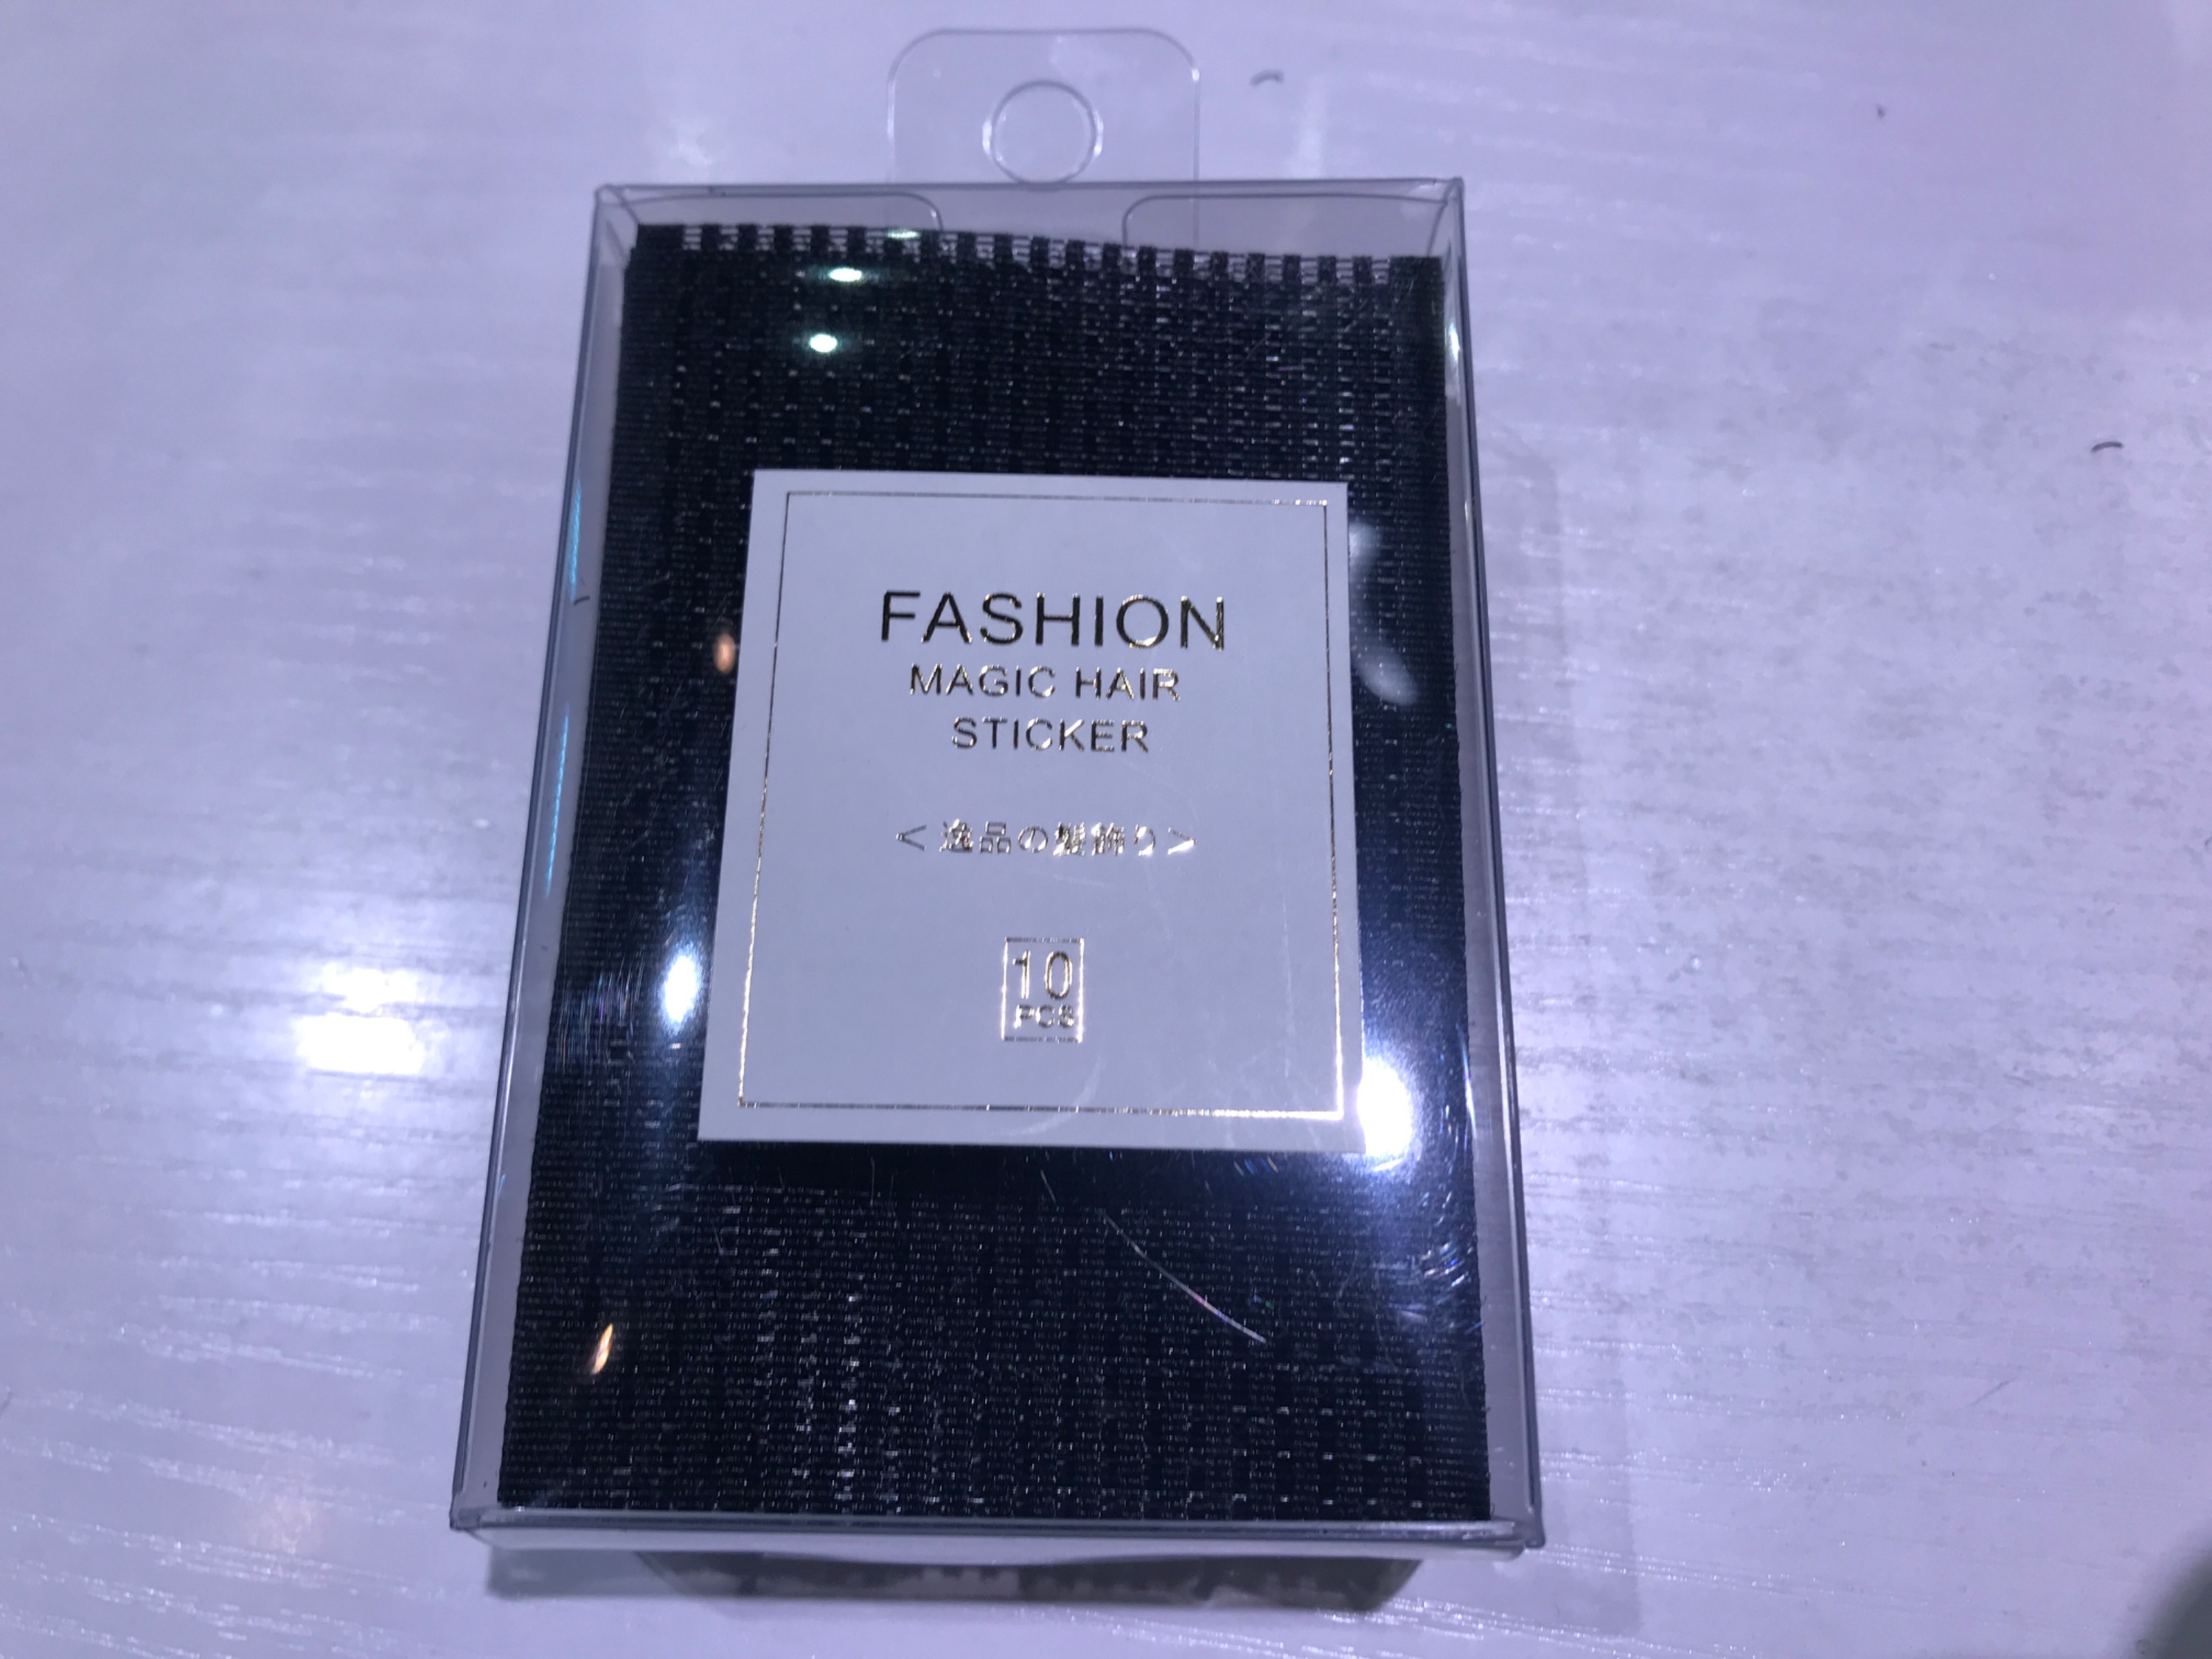 FASHION
MAGIC HAIR
STICKER
<逸品の髪飾り>
10
PCS